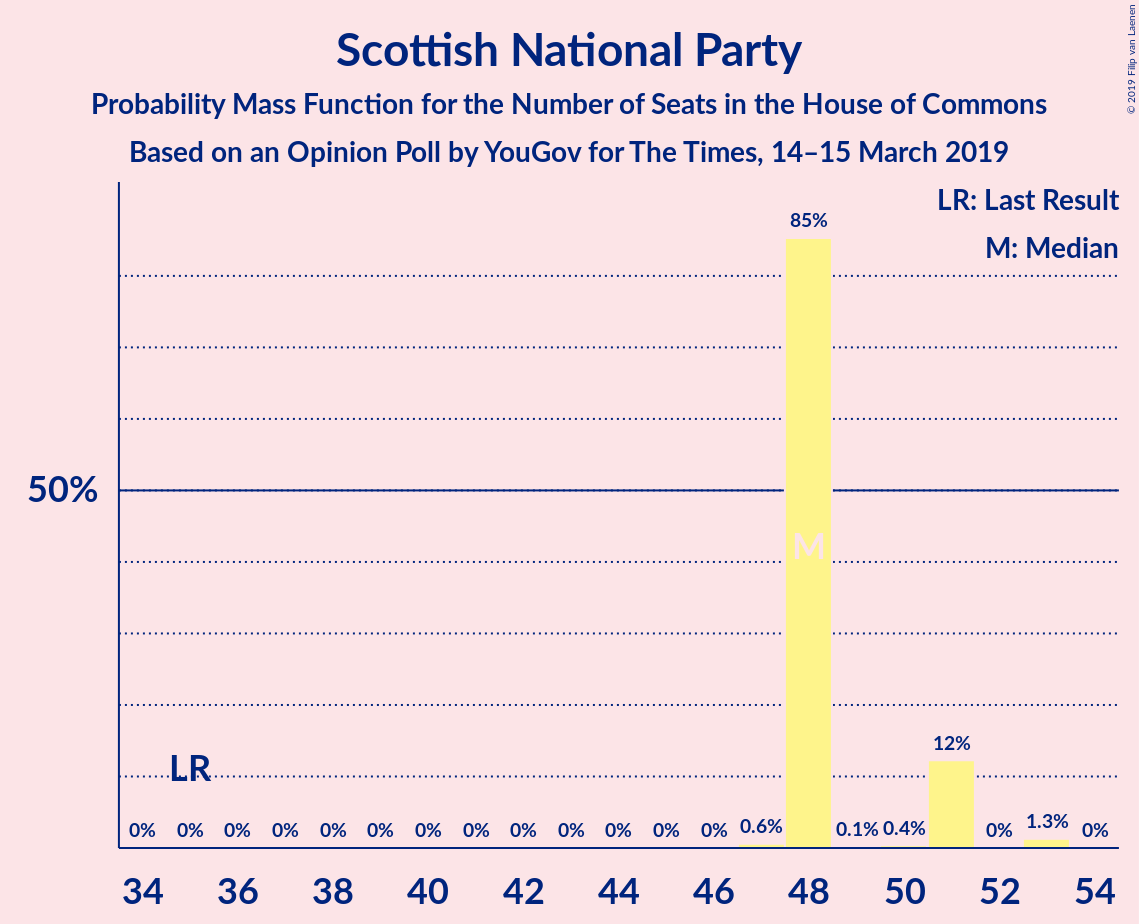 Scottish National Party
Probability Mass Function for the Number of Seats in the House of Commons
Based on an Opinion Poll by YouGov for The Times, 14–15 March 2019
© 2019 Filip van Laenen
LR: Last Result
M: Median
85%
50%
M
12%
LR
0% 0% 0% 0% 0% 0% 0% 0% 0% 0% 0% 0% 0% 0.6% 0.1% 0.4% 0% 1.3% 0%
34 36 38 40 42 44 46 48 50 52 54